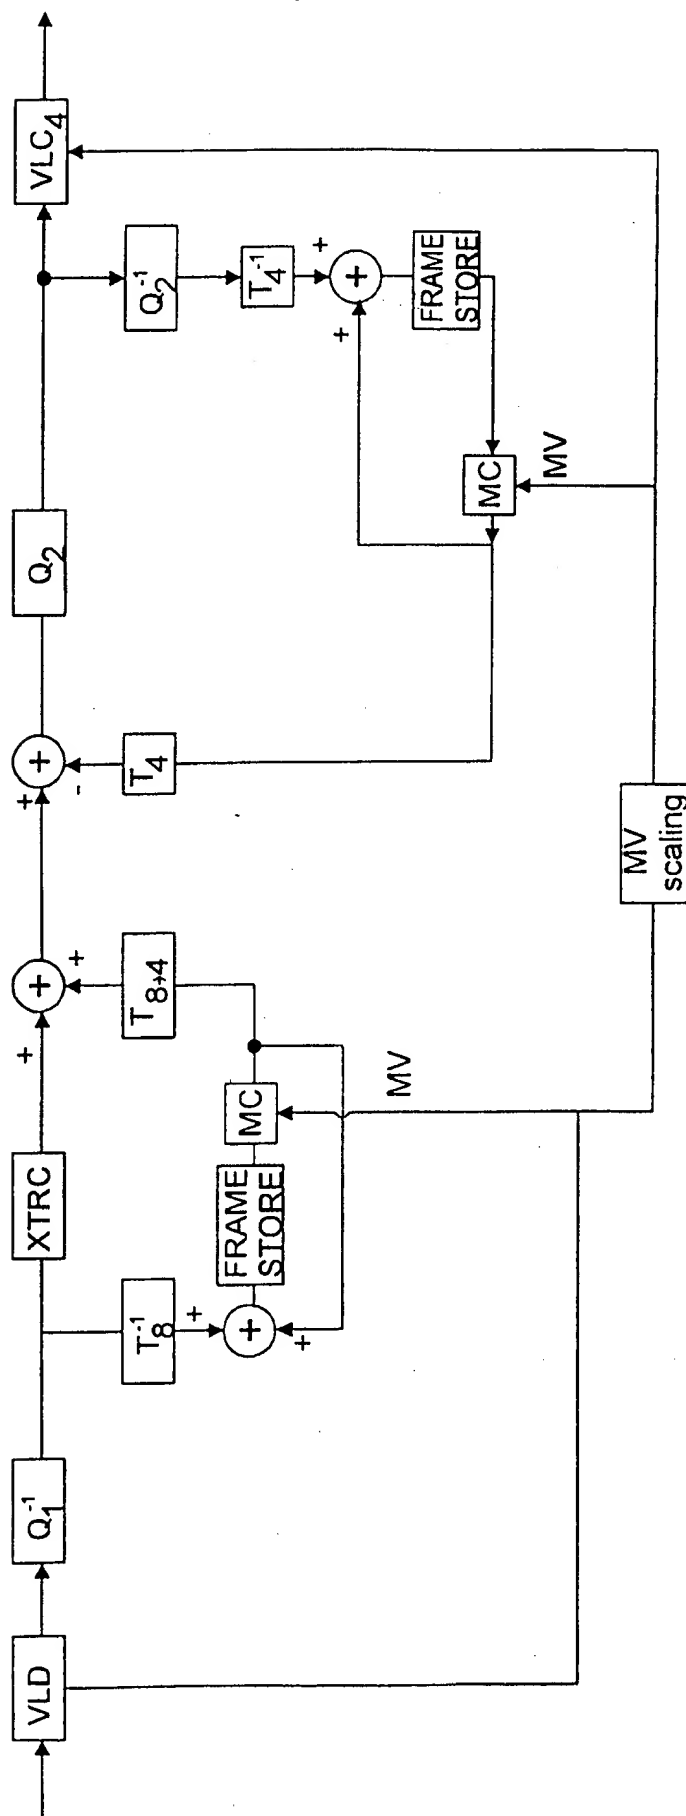 VLD
Q₁⁻¹
XTRC
+
+
+
+
-
Q₂
VLC₄
T₈⁻¹
+
+
+
FRAME
STORE
MC
T₈→₄
MV
T₄
Q₂⁻¹
T₄⁻¹
+
+
+
FRAME
STORE
MC
MV
MV
scaling